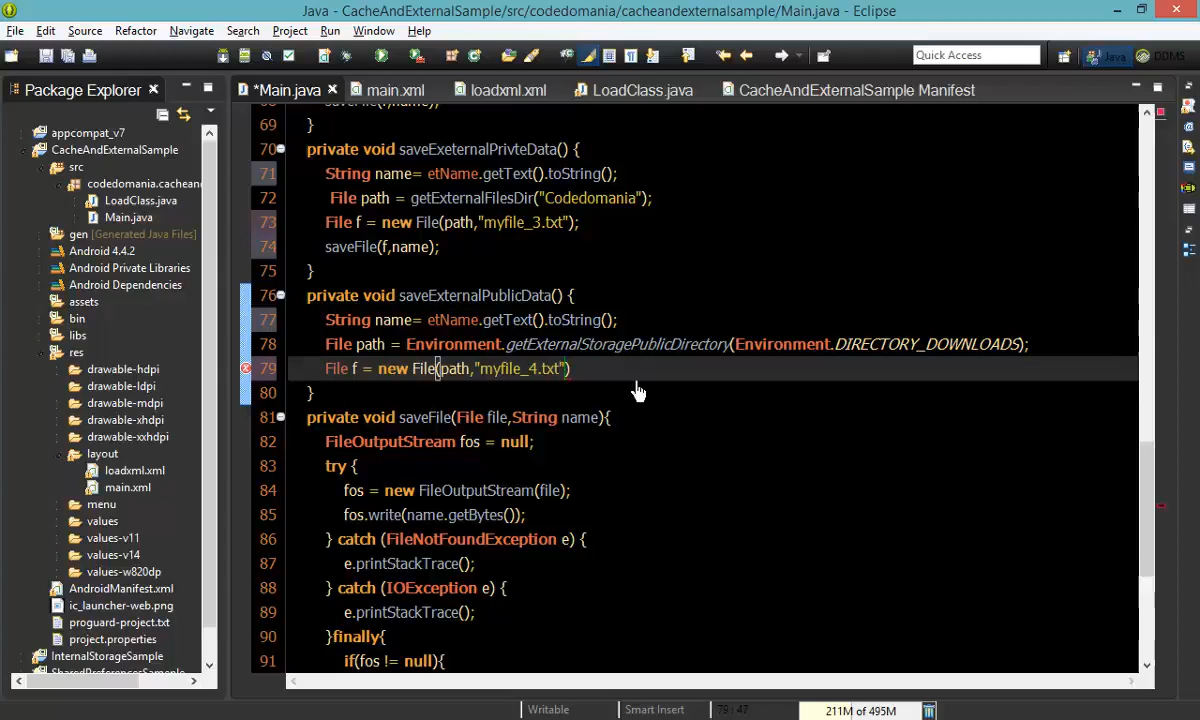 Java - CacheAndExternalSample/src/codedomania/cacheandexternalsample/Main.java - Eclipse
File Edit Source Refactor Navigate Search Project Run Window Help
Quick Access
Java
DDMS
Package Explorer
*Main.java
main.xml
loadxml.xml
LoadClass.java
CacheAndExternalSample Manifest
appcompat_v7
CacheAndExternalSample
src
codedomania.cachean
LoadClass.java
Main.java
gen [Generated Java Files]
Android 4.4.2
Android Private Libraries
Android Dependencies
assets
bin
libs
res
drawable-hdpi
drawable-ldpi
drawable-mdpi
drawable-xhdpi
drawable-xxhdpi
layout
loadxml.xml
main.xml
menu
values
values-v11
values-v14
values-w820dp
AndroidManifest.xml
ic_launcher-web.png
proguard-project.txt
project.properties
InternalStorageSample
69 }
70 private void saveExeternalPrivteData() {
71 String name= etName.getText().toString();
72 File path = getExternalFilesDir("Codedomania");
73 File f = new File(path,"myfile_3.txt");
74 saveFile(f,name);
75 }
76 private void saveExternalPublicData() {
77 String name= etName.getText().toString();
78 File path = Environment.getExternalStoragePublicDirectory(Environment.DIRECTORY_DOWNLOADS);
79 File f = new File(path,"myfile_4.txt")
80 }
81 private void saveFile(File file,String name){
82 FileOutputStream fos = null;
83 try {
84 fos = new FileOutputStream(file);
85 fos.write(name.getBytes());
86 } catch (FileNotFoundException e) {
87 e.printStackTrace();
88 } catch (IOException e) {
89 e.printStackTrace();
90 }finally{
91 if(fos != null){
Writable
Smart Insert
79 : 47
211M of 495M